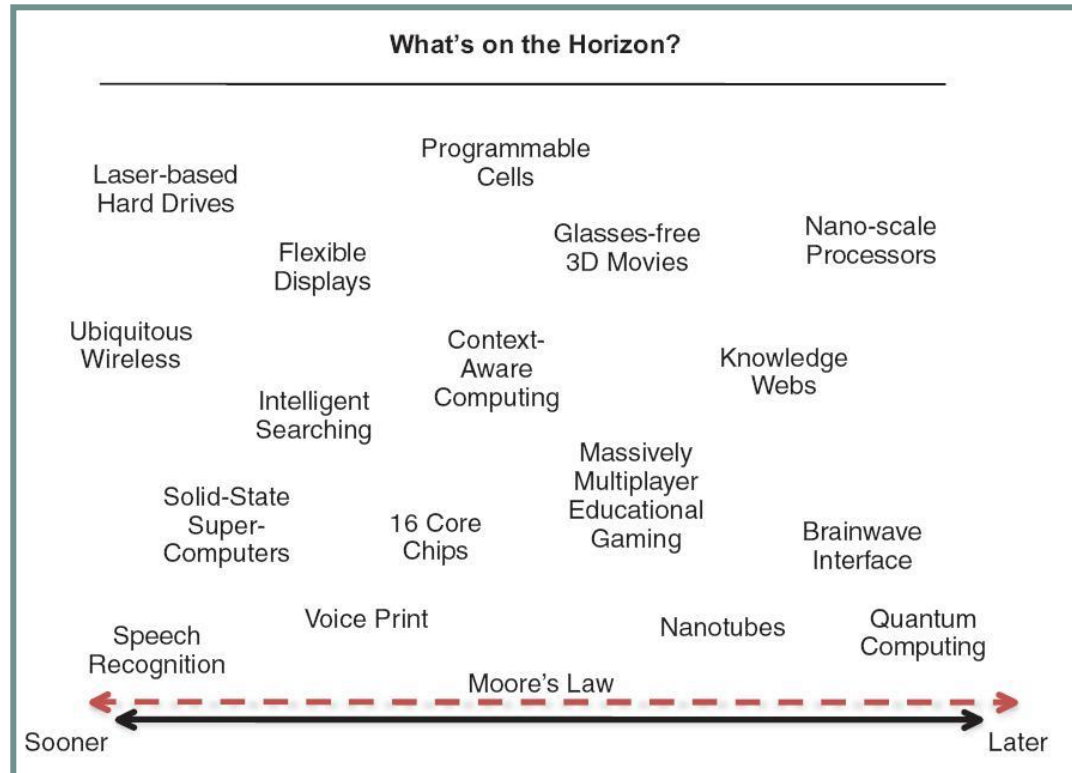 What's on the Horizon?
Programmable
Cells
Laser-based
Hard Drives
Glasses-free
3D Movies
Nano-scale
Processors
Flexible
Displays
Ubiquitous
Wireless
Context-
Aware
Computing
Knowledge
Webs
Intelligent
Searching
Massively
Multiplayer
Educational
Gaming
Solid-State
Super-
Computers
16 Core
Chips
Brainwave
Interface
Voice Print
Nanotubes
Quantum
Computing
Speech
Recognition
Moore's Law
Sooner
Later